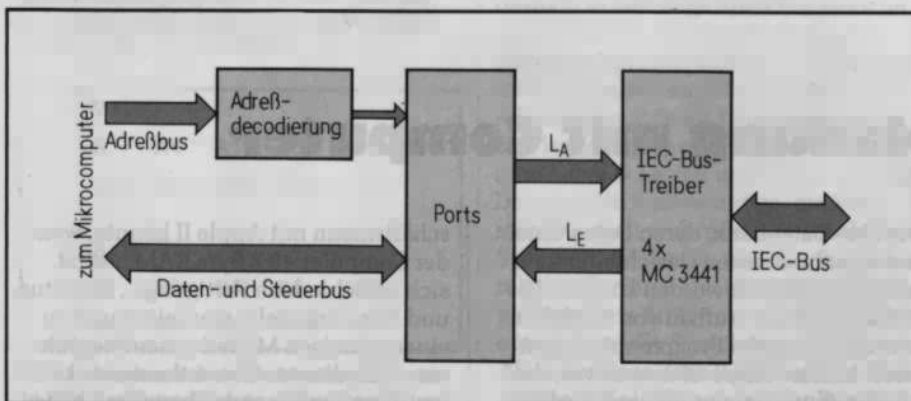 zum Mikrocomputer
Adreßbus
Adreß-
decodierung
Ports
L_A
L_E
IEC-Bus-
Treiber
4x
MC 3441
IEC-Bus
Daten-und Steuerbus